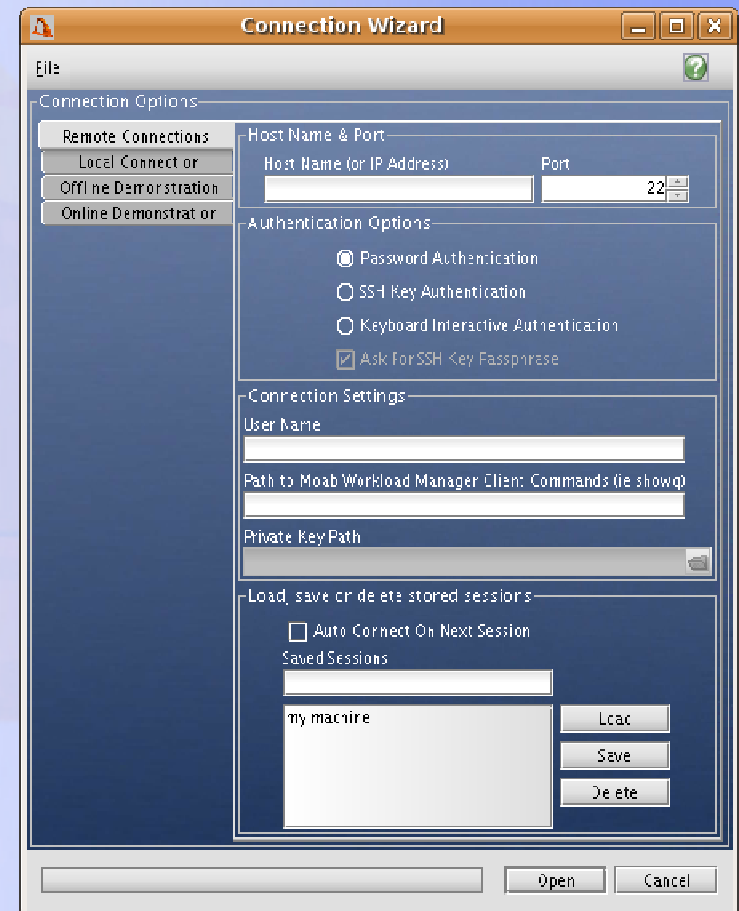 Connection Wizard
File
Connection Options
Remote Connections
Local Connection
Offline Demonstration
Online Demonstration
Host Name & Port
Host Name (or IP Address)
Port
22
Authentication Options
Password Authentication
SSH Key Authentication
Keyboard Interactive Authentication
Ask For SSH Key Passphrase
Connection Settings
User Name
Path to Moab Workload Manager Client Commands (ie showq)
Private Key Path
Load, save or delete stored sessions
Auto Connect On Next Session
Saved Sessions
my machine
Load
Save
Delete
Open
Cancel